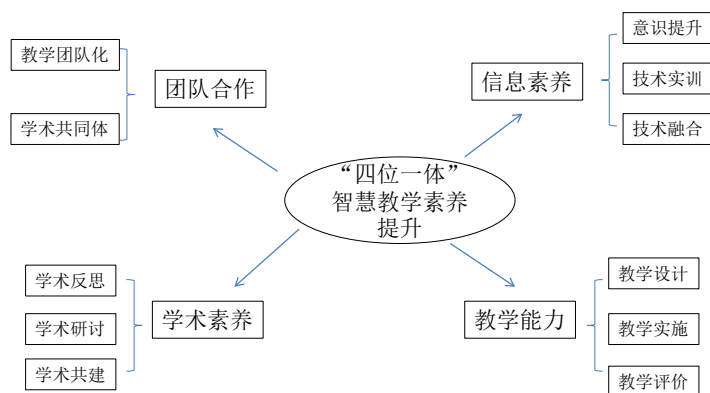 意识提升
教学团队化
团队合作
信息素养
技术实训
学术共同体
技术融合
“四位一体”
智慧教学素养
提升
学术反思
教学设计
学术研讨
学术素养
教学能力
教学实施
学术共建
教学评价